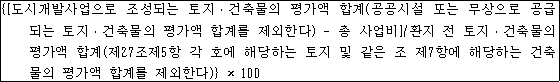 {[도시개발사업으로 조성되는 토지·건축물의 평가액 합계(공공시설 또는 무상으로 공급
되는 토지·건축물의 평가액 합계를 제외한다) - 총 사업비]/환지 전 토지·건축물의
평가액 합계(제27조제5항 각 호에 해당하는 토지 및 같은 조 제7항에 해당하는 건축
물의 평가액 합계를 제외한다)} × 100